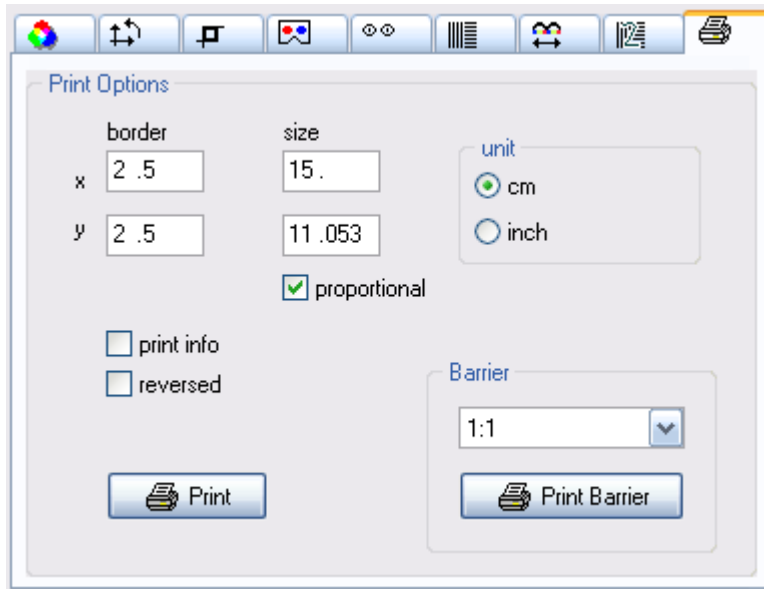 Print Options
border size
x 2 .5 15 .
y 2 .5 11 .053
proportional
unit
cm
inch
print info
reversed
Barrier
1:1
Print
Print Barrier